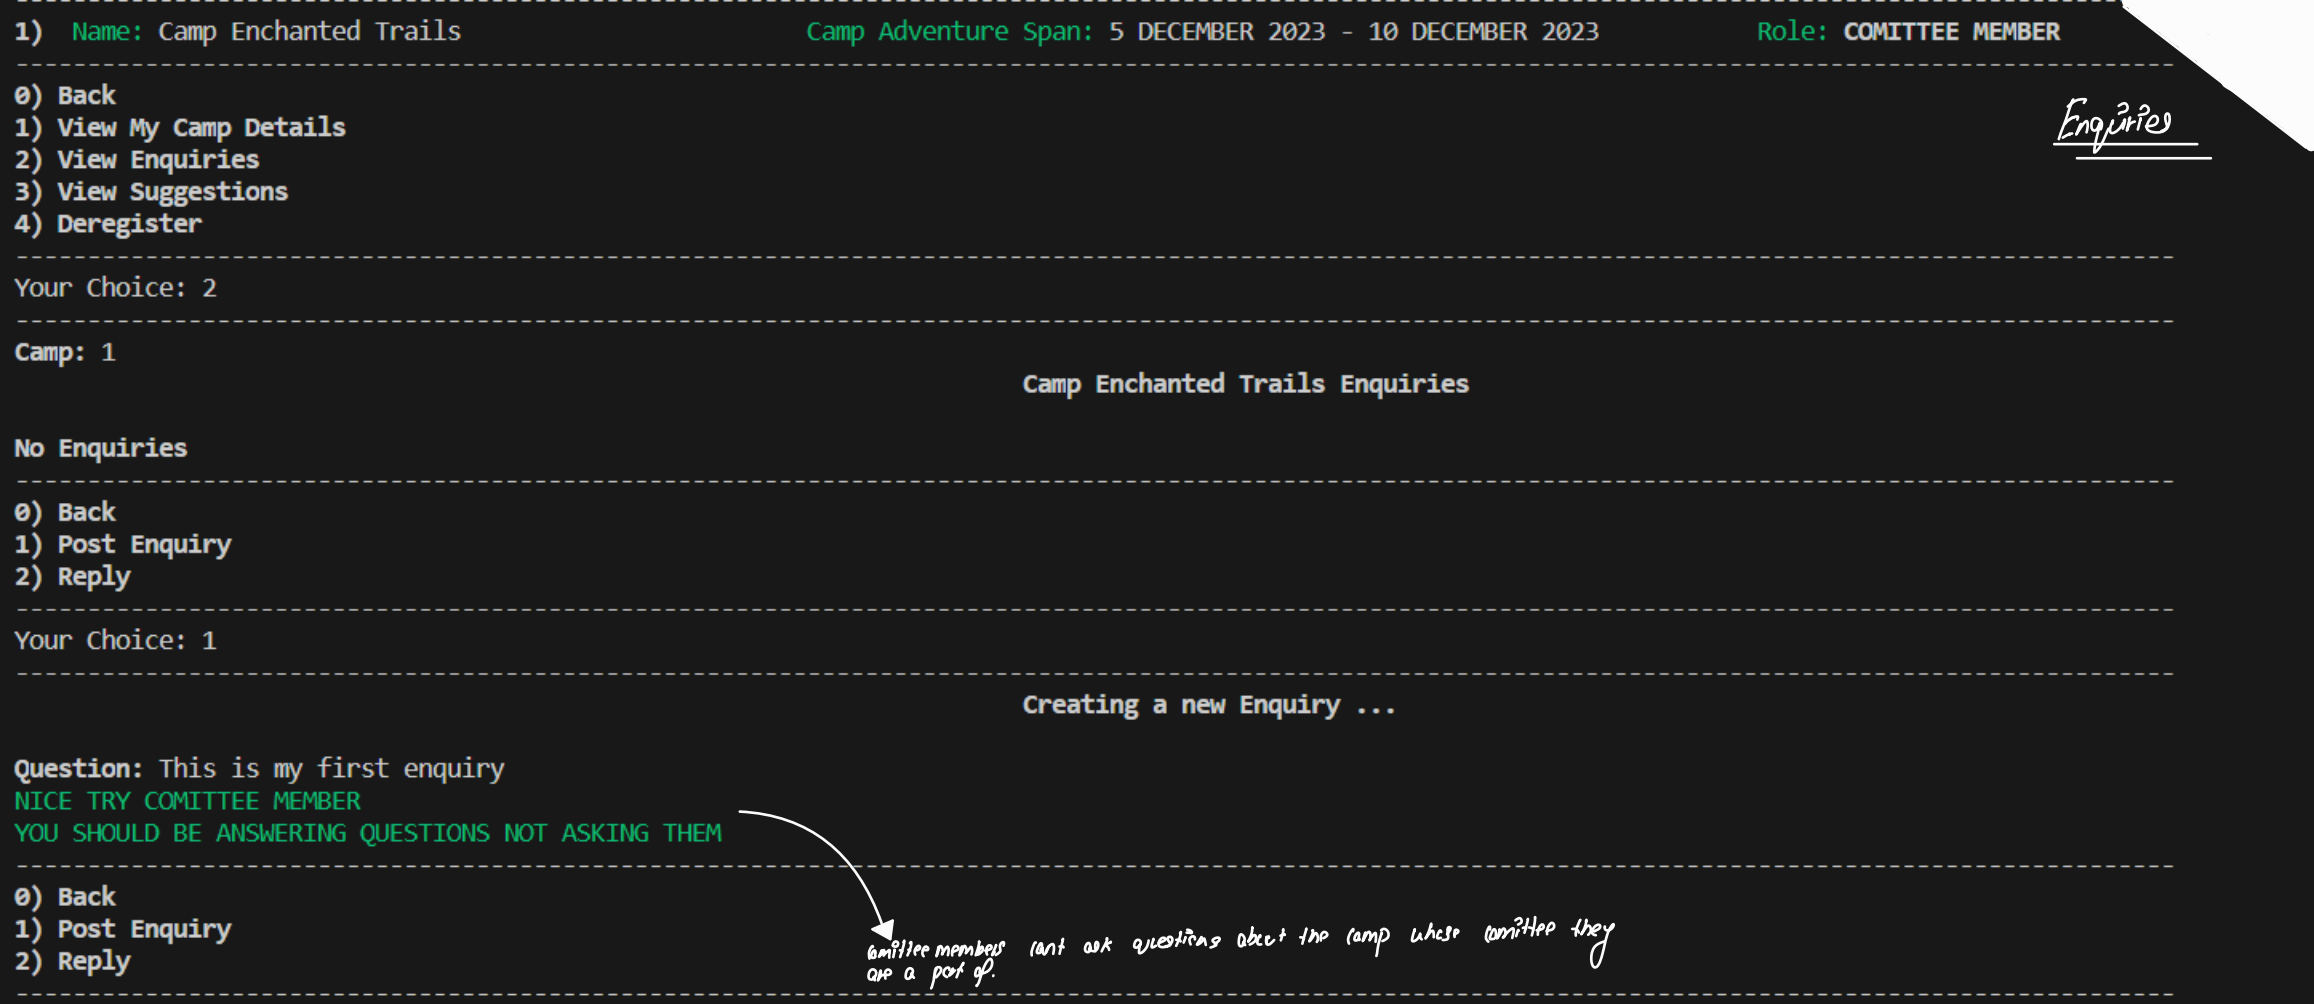 1)  Name: Camp Enchanted Trails Camp Adventure Span: 5 DECEMBER 2023 - 10 DECEMBER 2023 Role: COMITTEE MEMBER
0) Back
Enquiries
1) View My Camp Details
2) View Enquiries
3) View Suggestions
4) Deregister
Your Choice: 2
Camp: 1
Camp Enchanted Trails Enquiries
No Enquiries
0) Back
1) Post Enquiry
2) Reply
Your Choice: 1
Creating a new Enquiry ...
Question: This is my first enquiry
NICE TRY COMITTEE MEMBER
YOU SHOULD BE ANSWERING QUESTIONS NOT ASKING THEM
0) Back
1) Post Enquiry
2) Reply
Comittee members cant ask questions about the camp whose comittee they
are a part of.